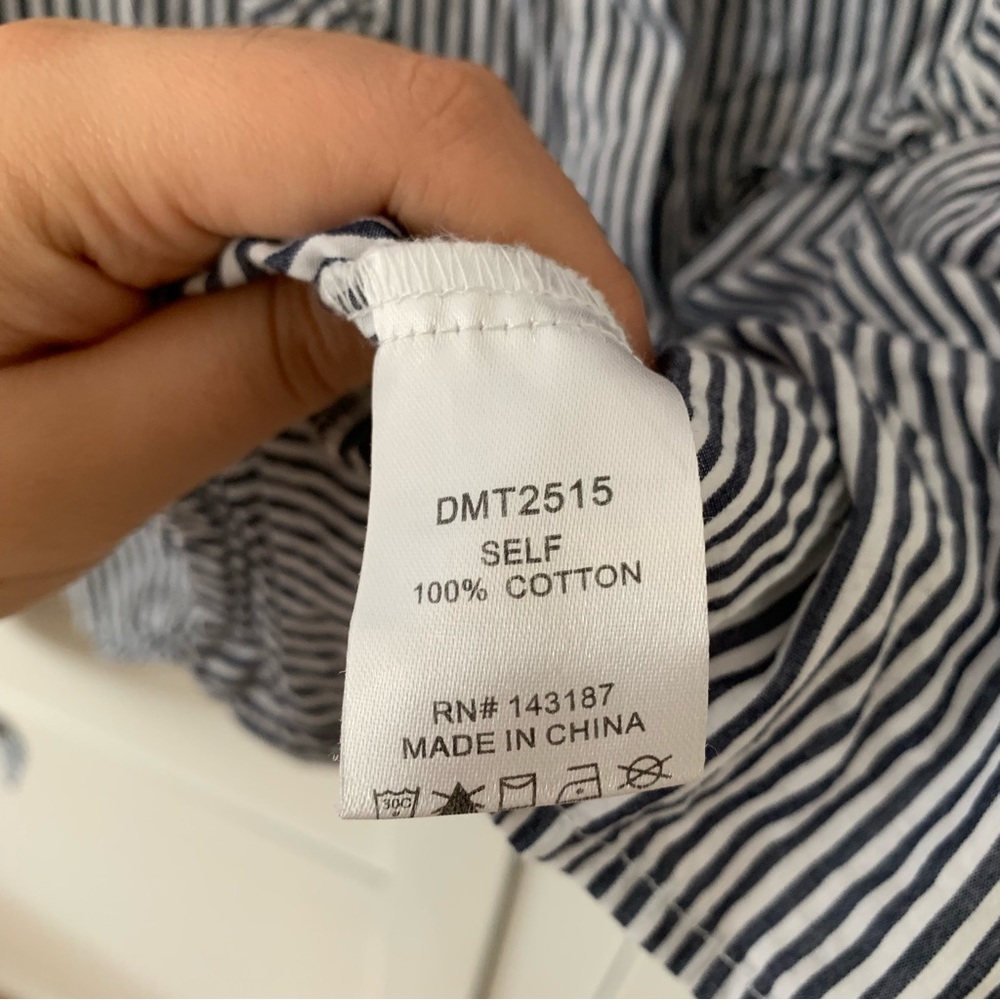 DMT2515
SELF
100% COTTON
RN# 143187
MADE IN CHINA
30C